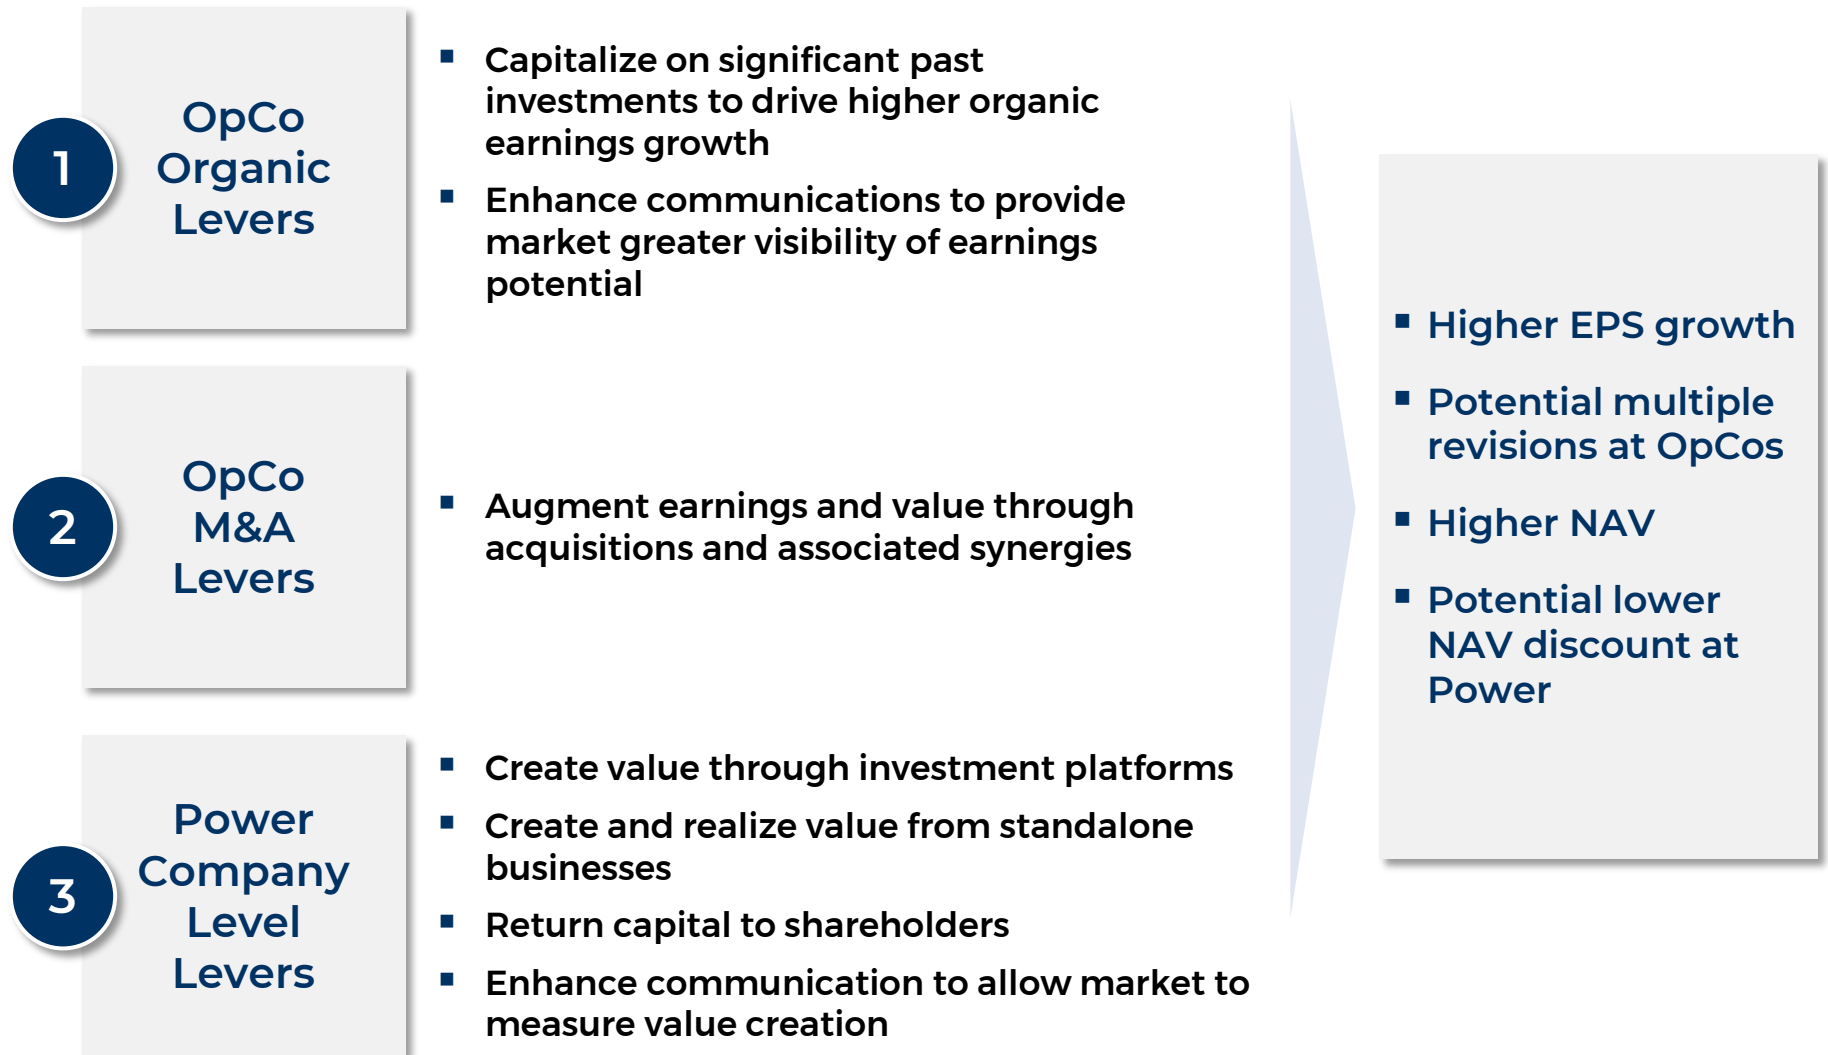 1
OpCo
Organic
Levers
▪ Capitalize on significant past
investments to drive higher organic
earnings growth
▪ Enhance communications to provide
market greater visibility of earnings
potential
2
OpCo
M&A
Levers
▪ Augment earnings and value through
acquisitions and associated synergies
3
Power
Company
Level
Levers
▪ Create value through investment platforms
▪ Create and realize value from standalone
businesses
▪ Return capital to shareholders
▪ Enhance communication to allow market to
measure value creation
▪ Higher EPS growth
▪ Potential multiple
revisions at OpCos
▪ Higher NAV
▪ Potential lower
NAV discount at
Power